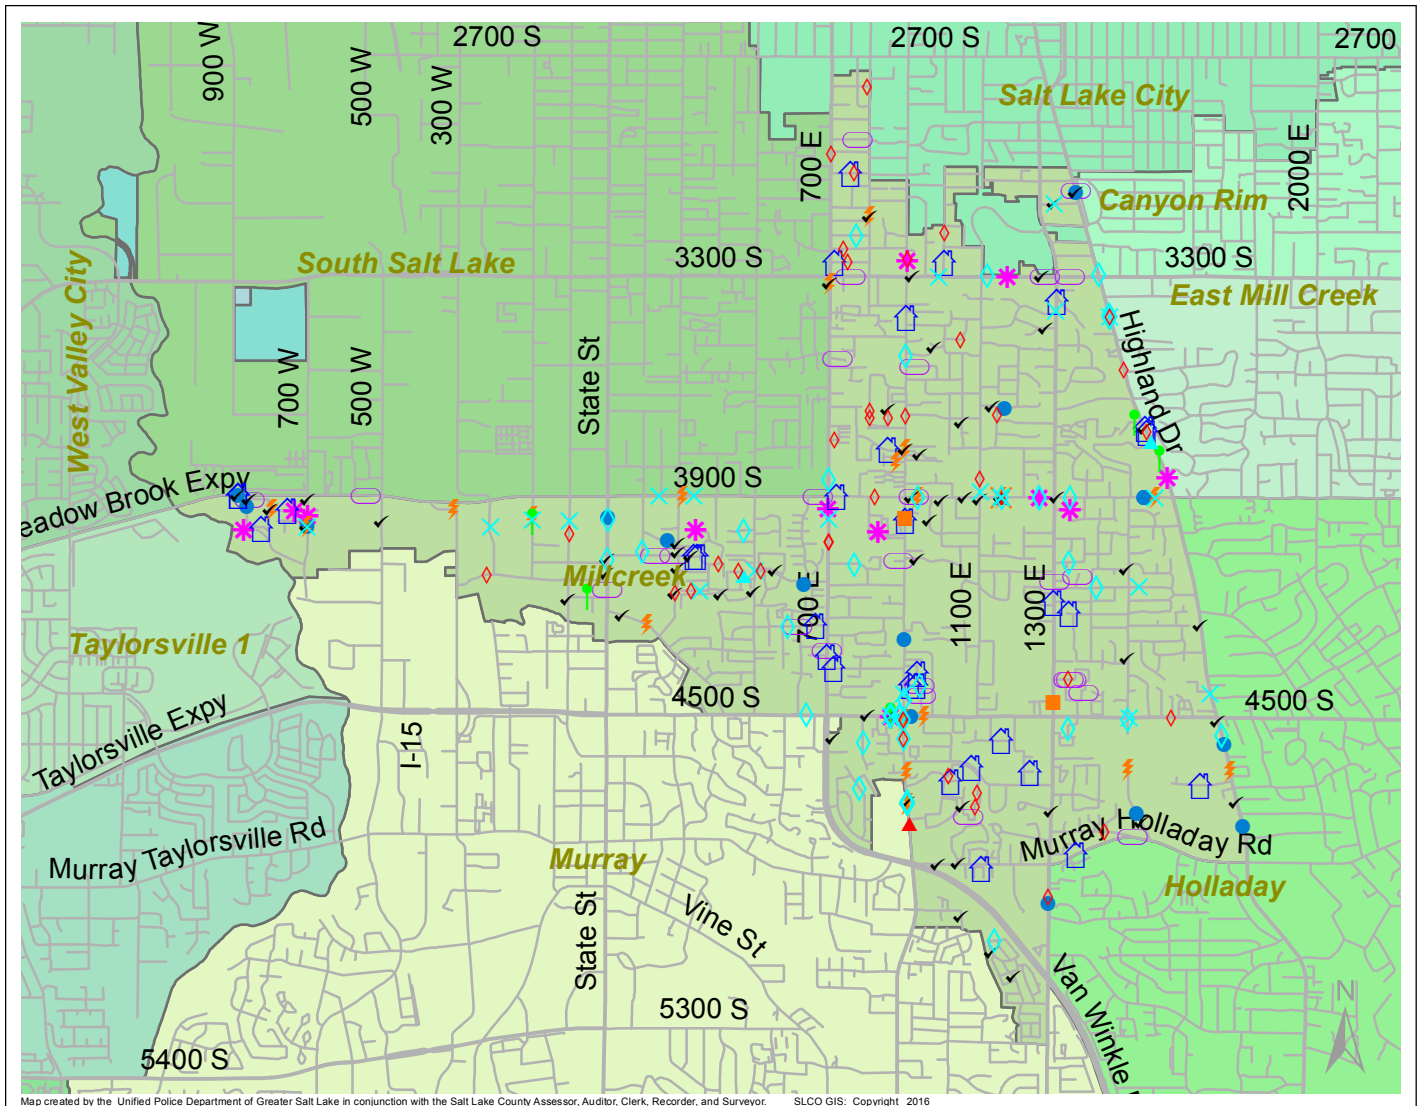 2700 S
2700 S
2700
900 W
500 W
300 W
Salt Lake City
700 E
2000 E
Canyon Rim
South Salt Lake
3300 S
3300 S
West Valley City
East Mill Creek
Highland Dr
700 W
500 W
State St
3900 S
eadow Brook Expy
Millcreek
700 E
1100 E
1300 E
Taylorsville 1
4500 S
4500 S
Taylorsville Expy
I-15
Murray Taylorsville Rd
Murray
Murray Holladay Rd
Holladay
Vine St
State St
Van Winkle
5300 S
N
5400 S
Map created by the Unified Police Department of Greater Salt Lake in conjunction with the Salt Lake County Assessor, Auditor, Clerk, Recorder, and Surveyor. SLCO GIS: Copyright 2016